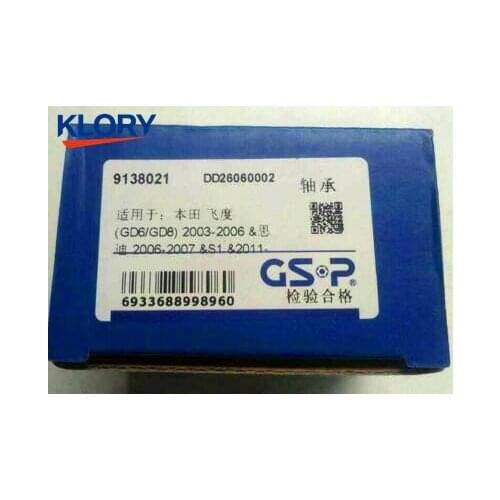 KLORY
9138021 DD26060002 轴承
适用于：本田 飞度
(GD6/GD8) 2003-2006 &思
迪 2006-2007 &S1 &2011-
GSP
检验合格
6933688998960